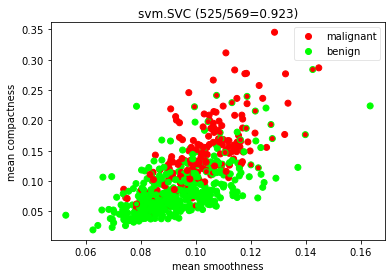 svm.SVC (525/569=0.923)
malignant
benign
mean compactness
0.35
0.30
0.25
0.20
0.15
0.10
0.05
0.06
0.08
0.10
0.12
0.14
0.16
mean smoothness